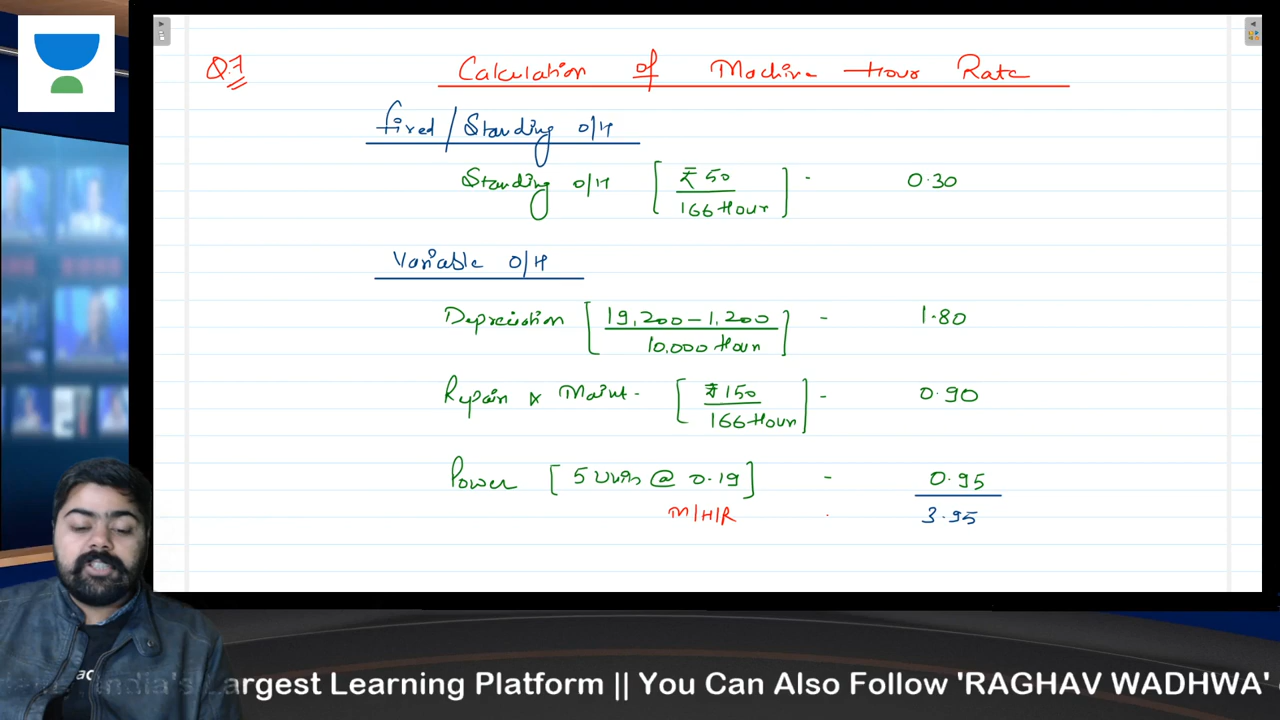 Q.7 Calculation of Machine Hour Rate
Fixed / Standing O/H
Standing O/H [ ₹50 / 166 Hour ] - 0.30
Variable O/H
Depreciation [ 19,200 - 1,200 / 10,000 Hour ] - 1.80
Repair & Maint. [ ₹150 / 166 Hour ] - 0.90
Power [ 5 Units @ 0.19 ] - 0.95
M/H/R - 3.95
India's Largest Learning Platform || You Can Also Follow 'RAGHAV WADHWA'